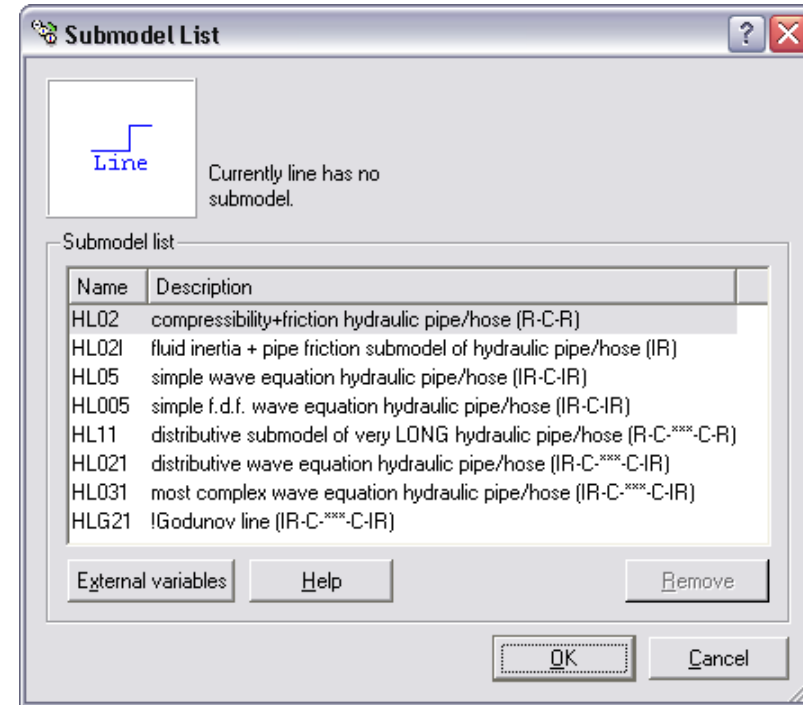 Submodel List
Line
Currently line has no
submodel.
Submodel list
Name Description
HL02 compressibility+friction hydraulic pipe/hose (R-C-R)
HL02I fluid inertia + pipe friction submodel of hydraulic pipe/hose (IR)
HL05 simple wave equation hydraulic pipe/hose (IR-C-IR)
HL005 simple f.d.f. wave equation hydraulic pipe/hose (IR-C-IR)
HL11 distributive submodel of very LONG hydraulic pipe/hose (R-C-***-C-R)
HL021 distributive wave equation hydraulic pipe/hose (IR-C-***-C-IR)
HL031 most complex wave equation hydraulic pipe/hose (IR-C-***-C-IR)
HLG21 !Godunov line (IR-C-***-C-IR)
External variables Help Remove
OK Cancel